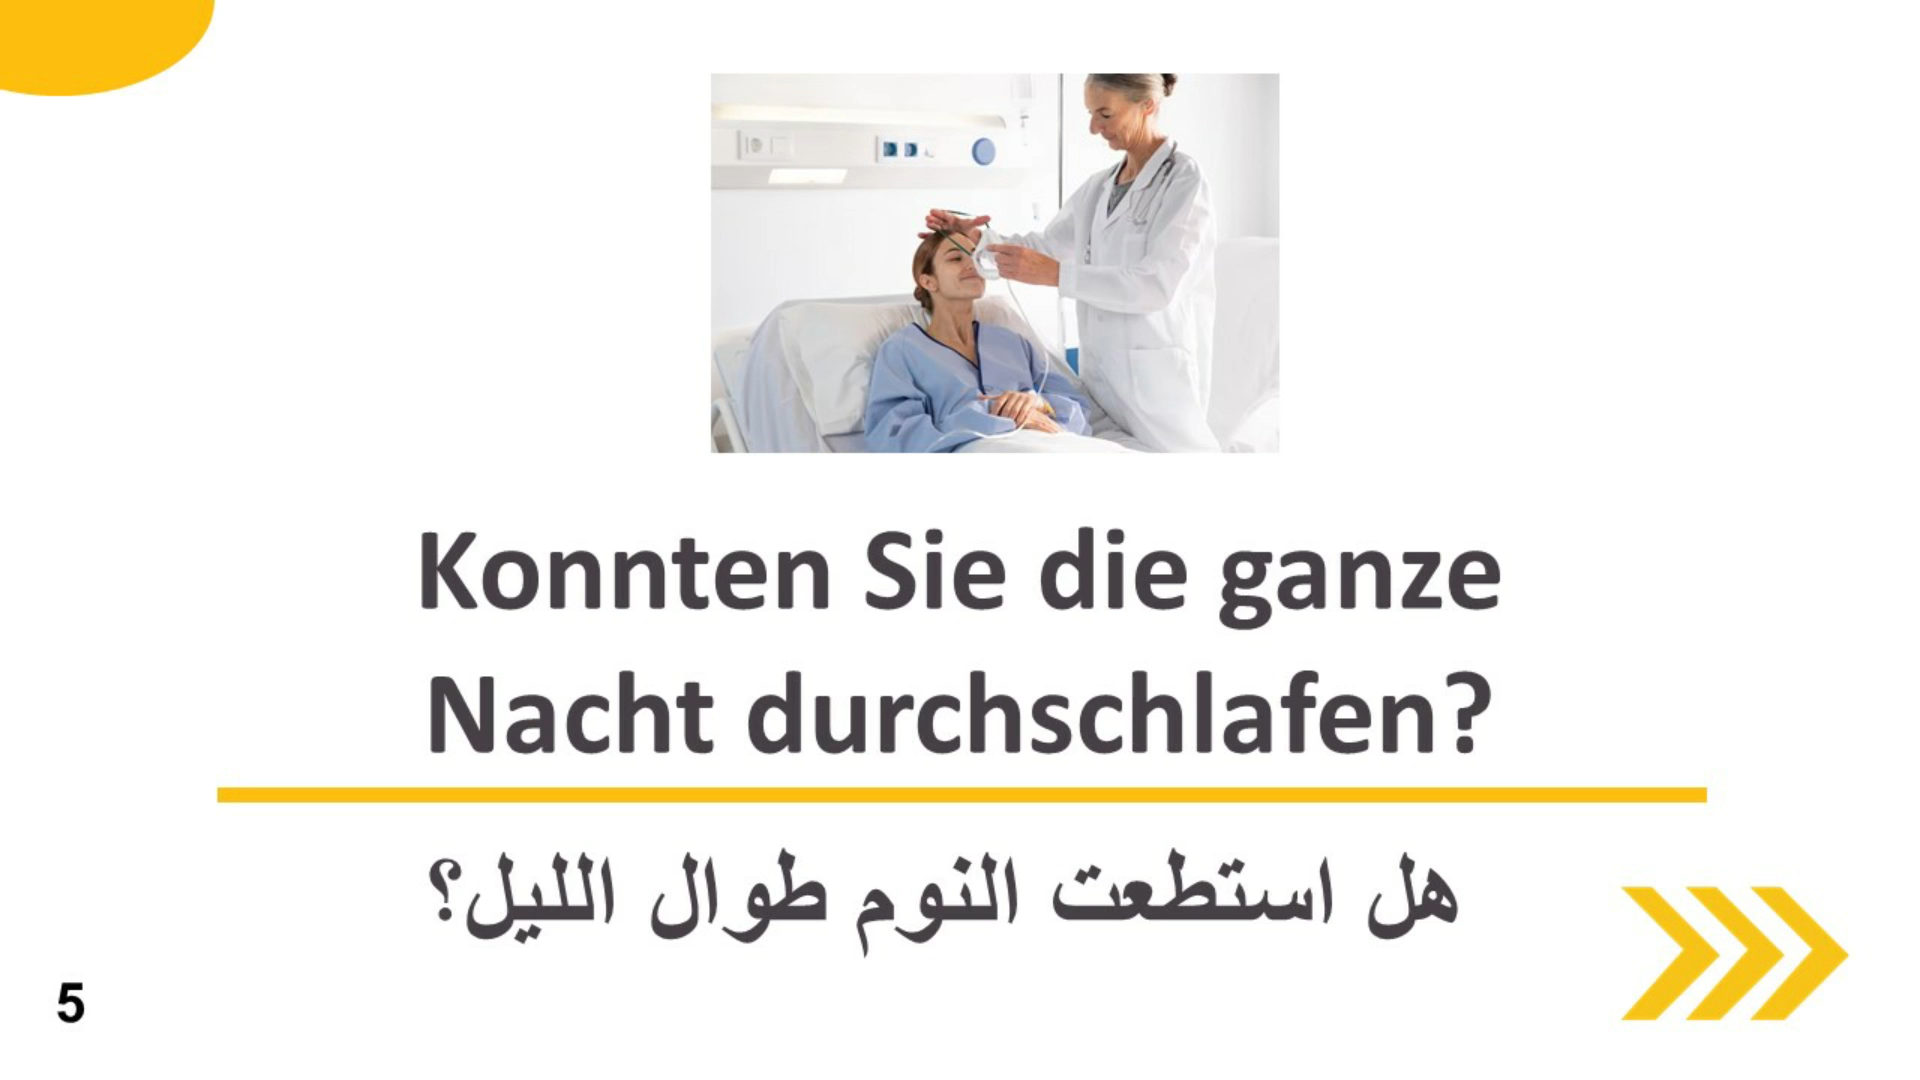 Konnten Sie die ganze
Nacht durchschlafen?
هل استطعت النوم طوال الليل؟
5